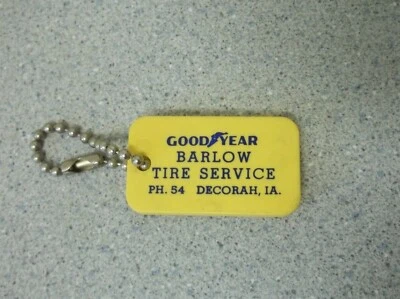 GOODYEAR
BARLOW
TIRE SERVICE
PH. 54 DECORAH, IA.